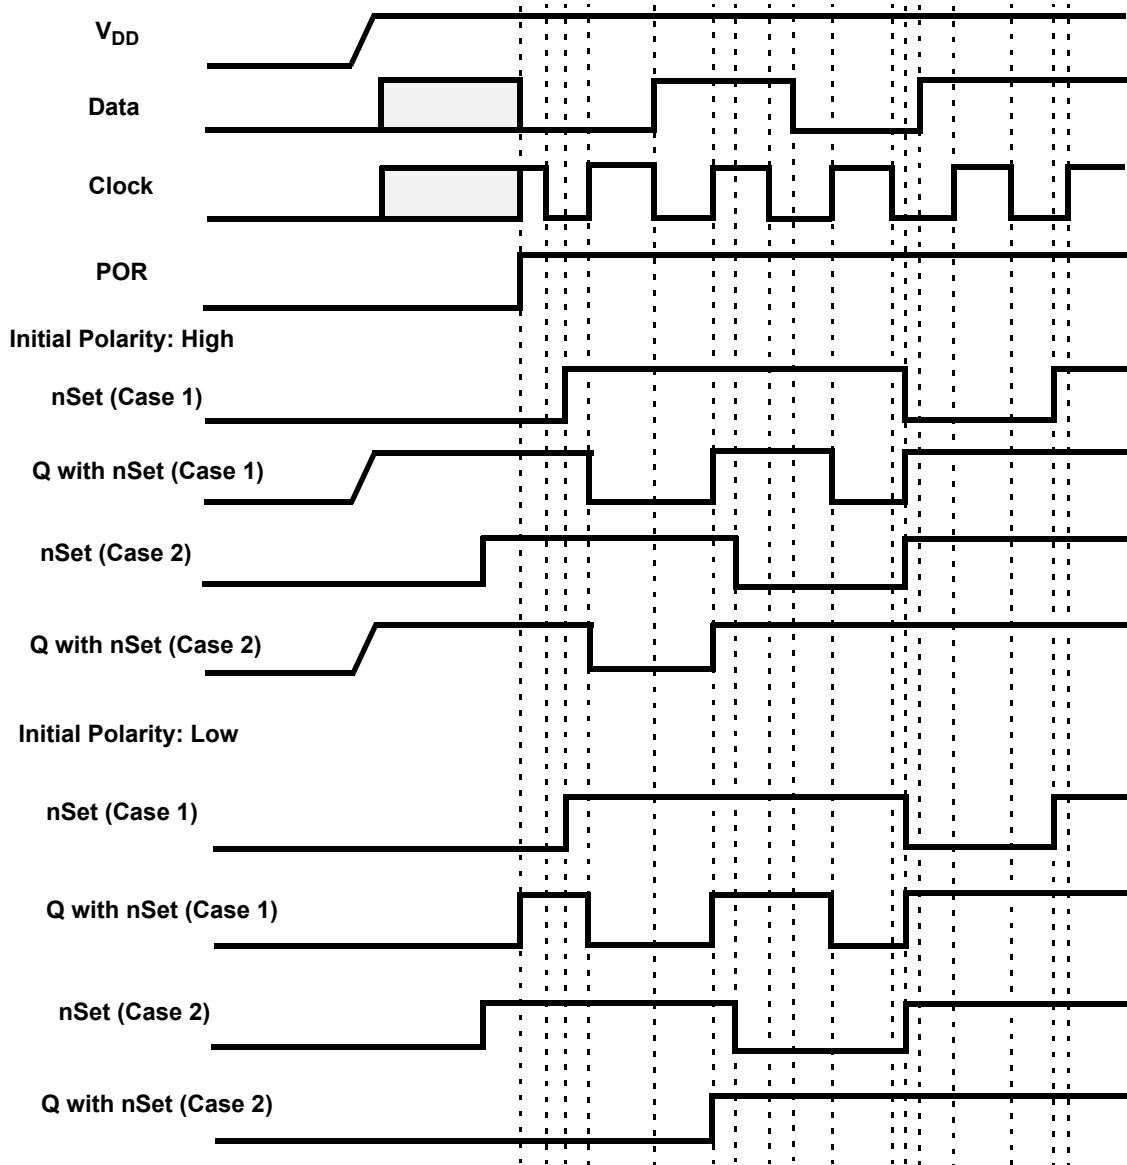 VDD
Data
Clock
POR
Initial Polarity: High
nSet (Case 1)
Q with nSet (Case 1)
nSet (Case 2)
Q with nSet (Case 2)
Initial Polarity: Low
nSet (Case 1)
Q with nSet (Case 1)
nSet (Case 2)
Q with nSet (Case 2)